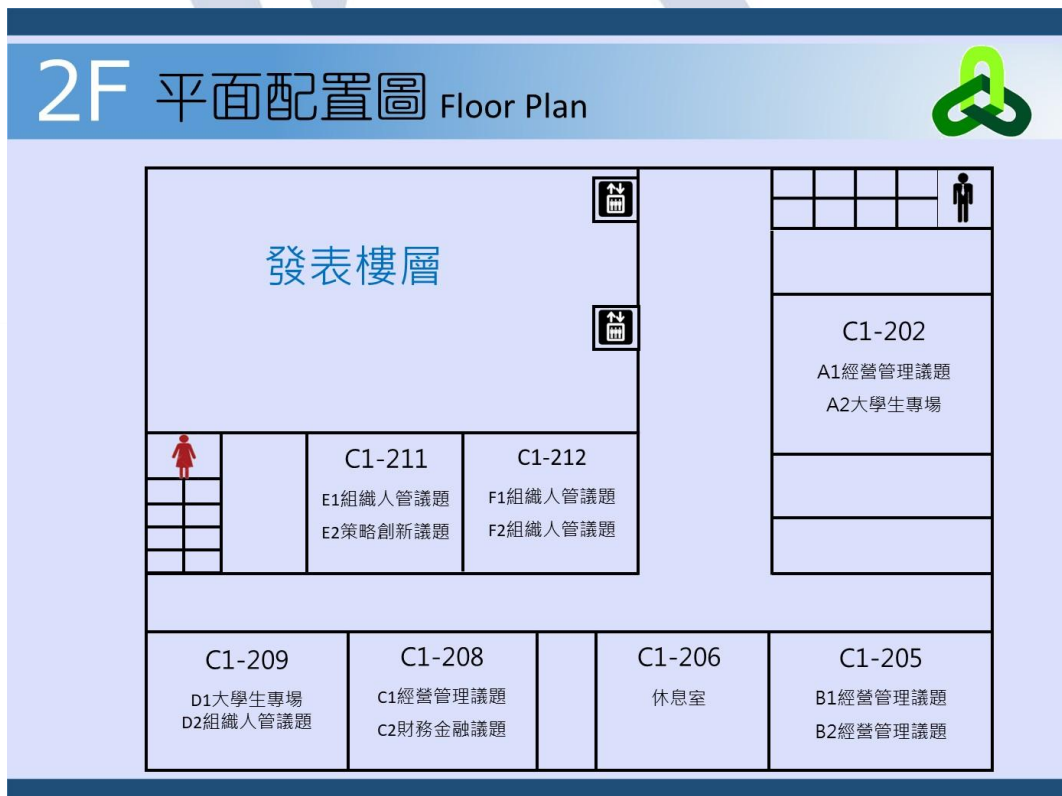 2F 平面配置圖 Floor Plan
發表樓層
C1-202
A1經營管理議題
A2大學生專場
C1-211
E1組織人管議題
E2策略創新議題
C1-212
F1組織人管議題
F2組織人管議題
C1-209
D1大學生專場
D2組織人管議題
C1-208
C1經營管理議題
C2財務金融議題
C1-206
休息室
C1-205
B1經營管理議題
B2經營管理議題